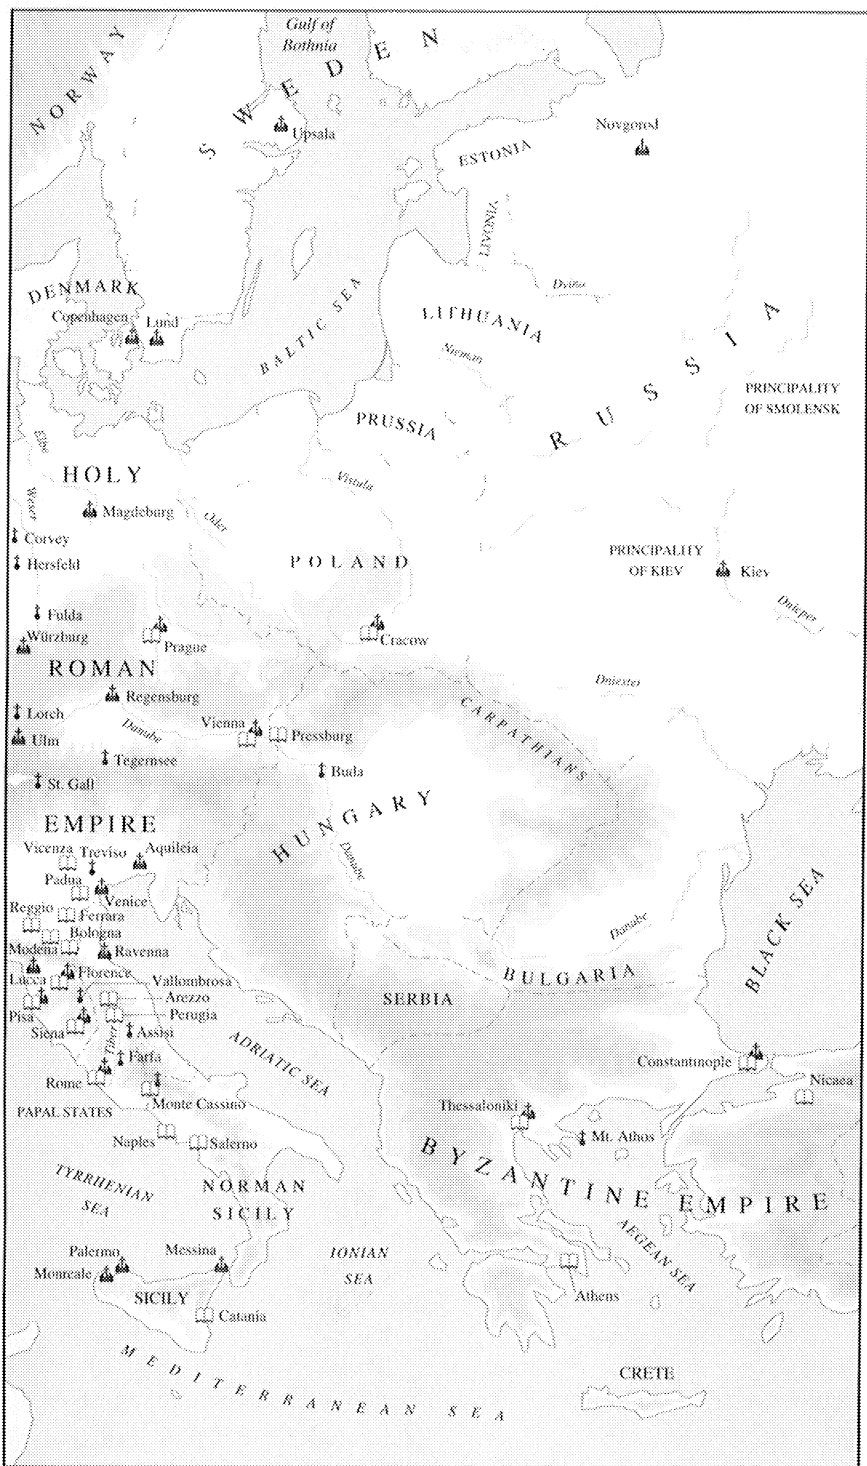 Gulf of
Bothnia
NORWAY
SWEDEN
Upsala
Novgorod
ESTONIA
LIVONIA
Dvina
DENMARK
Copenhagen
Lund
BALTIC SEA
LITHUANIA
Nieman
RUSSIA
PRINCIPALITY
OF SMOLENSK
PRUSSIA
Elbe
HOLY
Vistula
Weser
Magdeburg
Oder
Corvey
Hersfeld
POLAND
PRINCIPALITY
OF KIEV
Kiev
Dnieper
Fulda
Würzburg
Prague
Cracow
ROMAN
Dniester
Regensburg
Lorch
Danube
Vienna
Pressburg
CARPATHIANS
Ulm
Tegernsee
Buda
St. Gall
HUNGARY
EMPIRE
Vicenza
Treviso
Aquileia
Danube
Padua
Venice
Reggio
Ferrara
Bologna
Modena
Ravenna
Danube
BLACK SEA
Florence
Lucca
Vallombrosa
BULGARIA
Arezzo
SERBIA
Pisa
Perugia
Siena
Assisi
Tiber
ADRIATIC SEA
Farfa
Constantinople
Rome
Nicaea
Monte Cassino
PAPAL STATES
Thessaloniki
Naples
Salerno
Mt. Athos
BYZANTINE EMPIRE
TYRRHENIAN
SEA
NORMAN
SICILY
AEGEAN SEA
Palermo
Messina
IONIAN
SEA
Monreale
SICILY
Athens
Catania
MEDITERRANEAN SEA
CRETE